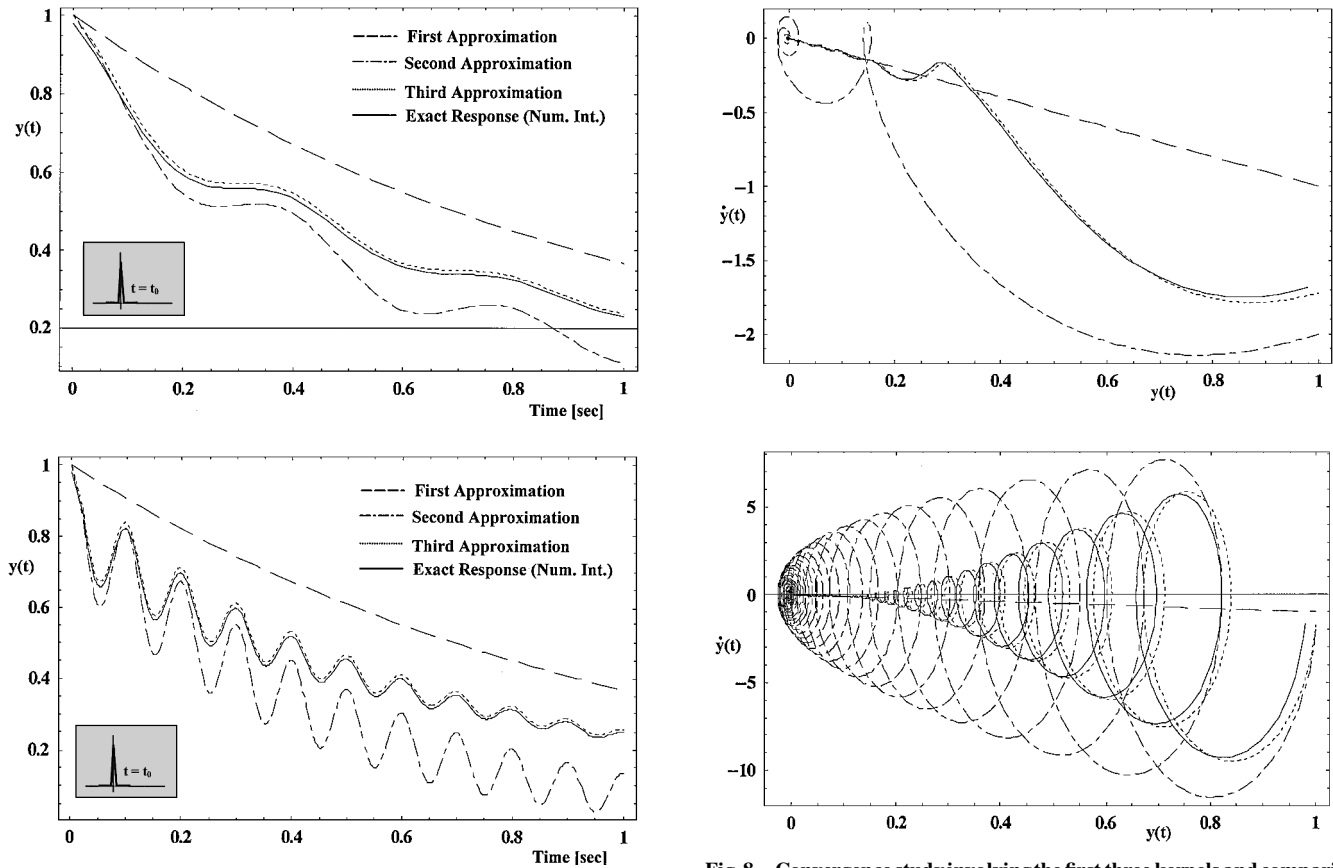 1
0.8
y(t)
0.6
0.4
0.2
First Approximation
Second Approximation
Third Approximation
Exact Response (Num. Int.)
t = t₀
0 0.2 0.4 0.6 0.8 1
Time [sec]
0
−0.5
−1
ẏ(t)
−1.5
−2
0 0.2 0.4 0.6 0.8 1
y(t)
1
0.8
y(t)
0.6
0.4
0.2
First Approximation
Second Approximation
Third Approximation
Exact Response (Num. Int.)
t = t₀
0 0.2 0.4 0.6 0.8 1
Time [sec]
5
0
ẏ(t)
−5
−10
0 0.2 0.4 0.6 0.8 1
y(t)